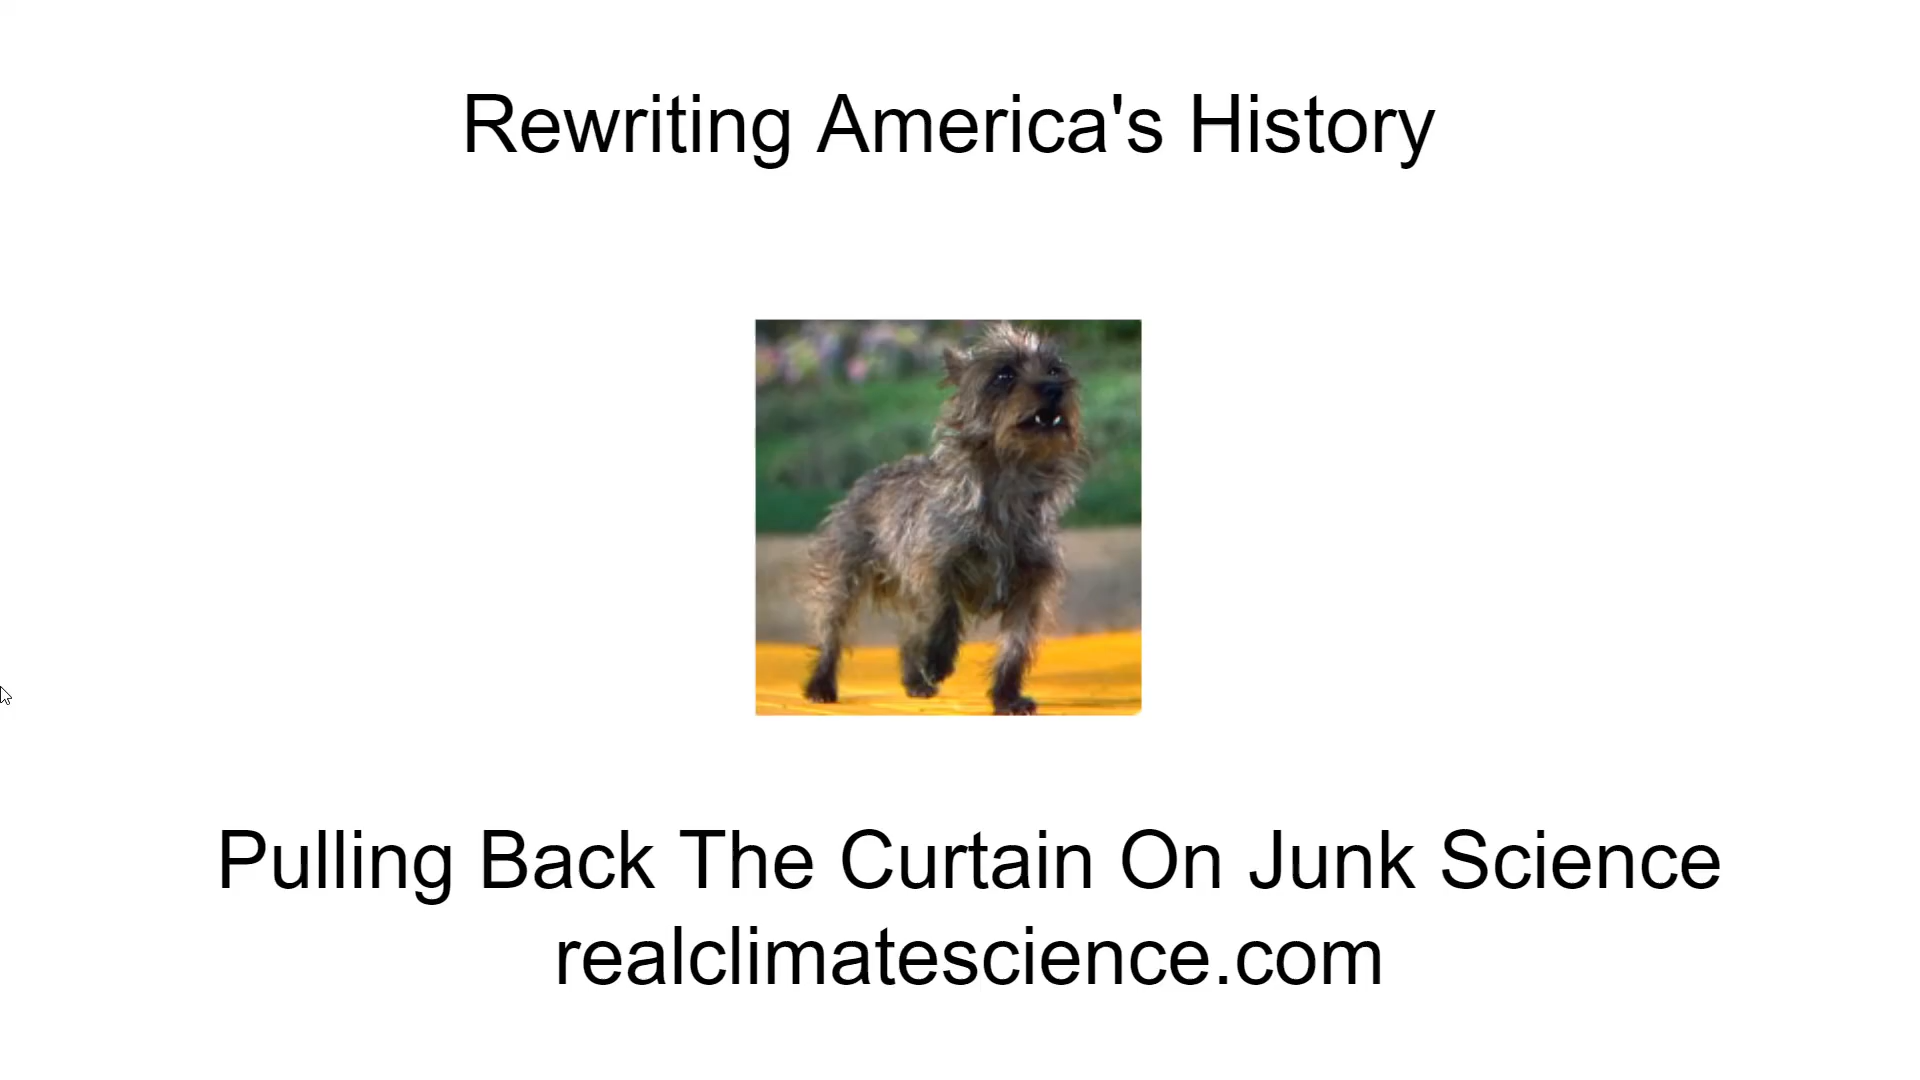 Rewriting America's History
Pulling Back The Curtain On Junk Science
realclimatescience.com